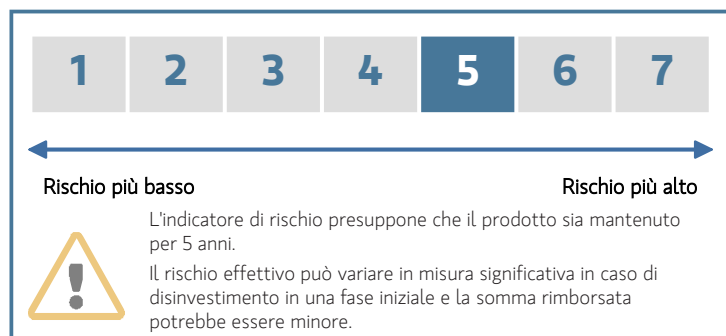 1 2 3 4 5 6 7
Rischio più basso Rischio più alto
L'indicatore di rischio presuppone che il prodotto sia mantenuto
per 5 anni.
Il rischio effettivo può variare in misura significativa in caso di
disinvestimento in una fase iniziale e la somma rimborsata
potrebbe essere minore.